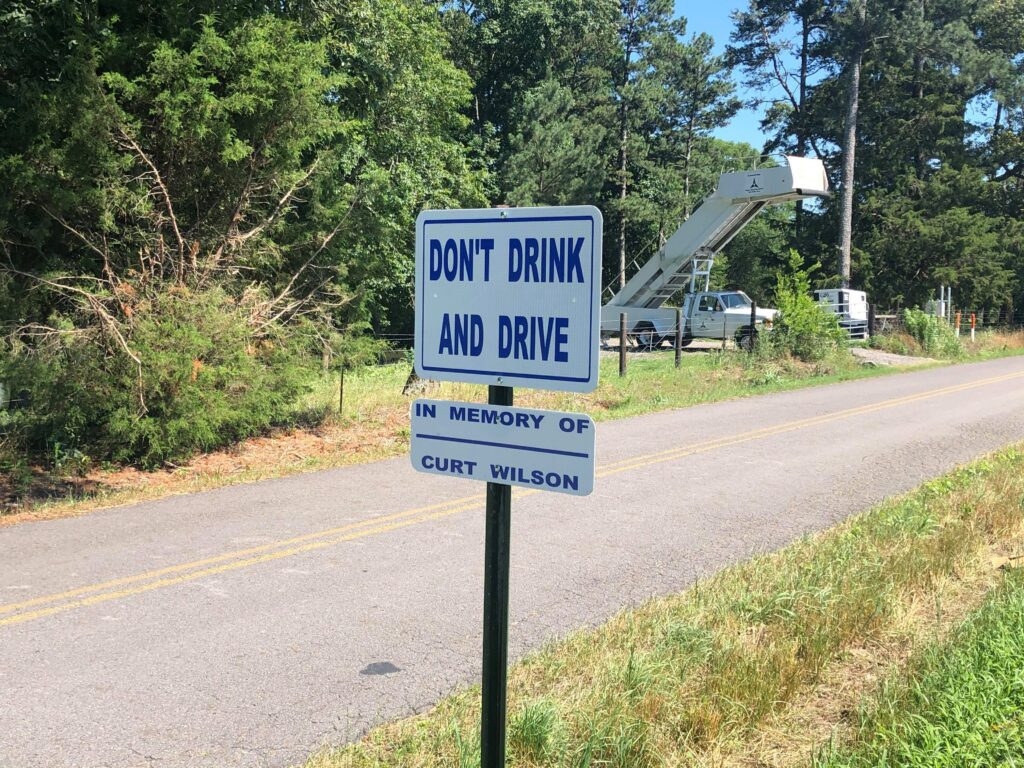 DON'T DRINK
AND DRIVE
IN MEMORY OF
CURT WILSON